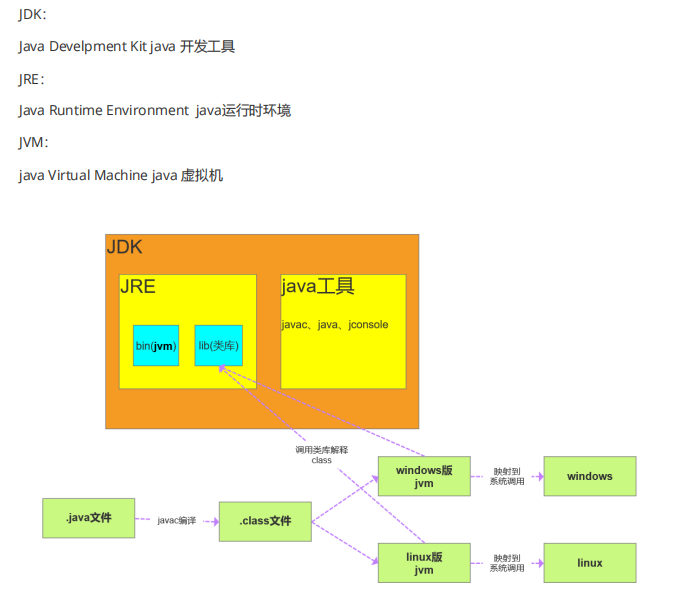 JDK:
Java Develpment Kit java 开发工具
JRE:
Java Runtime Environment  java运行时环境
JVM:
java Virtual Machine java 虚拟机
JDK
JRE
java工具
javac、java、jconsole
bin(jvm)
lib(类库)
调用类库解释
class
windows版
jvm
映射到
系统调用
windows
.java文件
javac编译
.class文件
linux版
jvm
映射到
系统调用
linux